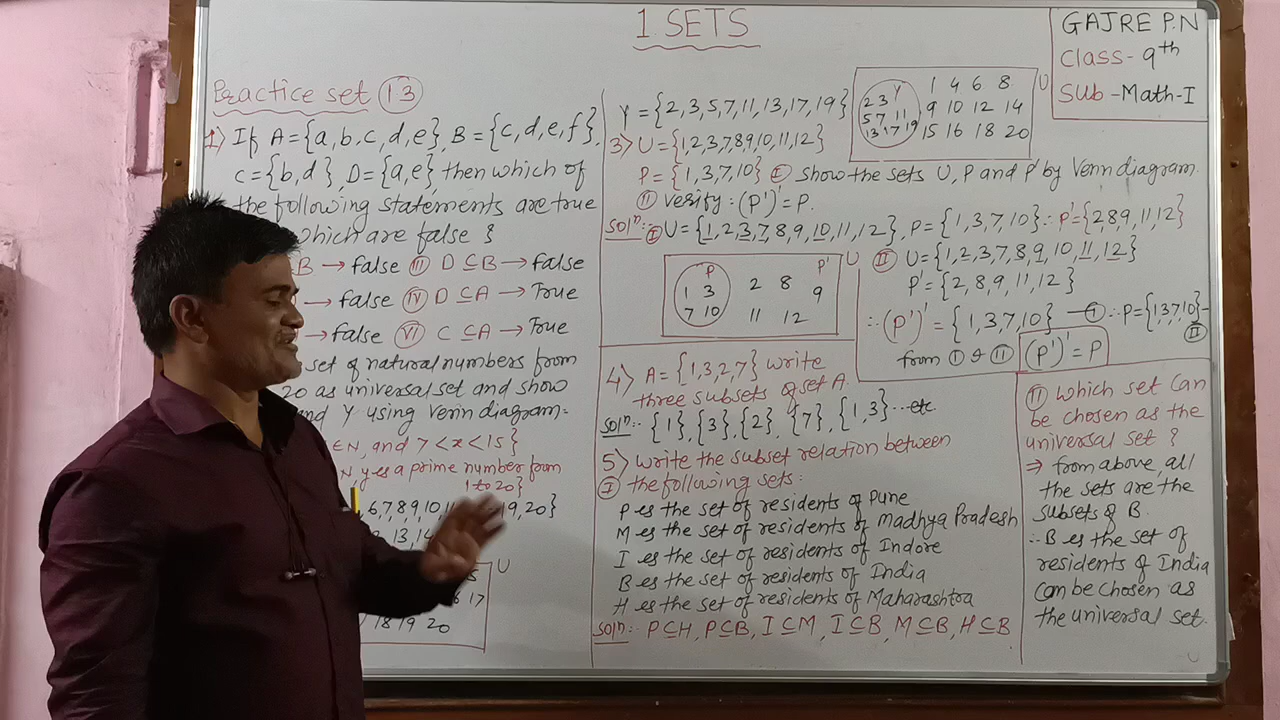 1. SETS
GAJRE P.N
Class- 9th
Sub -Math-I
Practice set 13
1) If A={a,b,c,d,e}, B={c,d,e,f},
C={b,d}, D={a,e} then which of
the following statements are true
which are false ?
B → false III D⊆B → false
→ false IV D⊆A → True
→ false VI C⊆A → True
set of natural numbers from
20 as universal set and show
and Y using Venn diagram:
∈N, and 7<x<15}
N y es a prime number from
1 to 20}
6,7,8,9,10 19,20}
13,14
U
17
18 19 20
Y={2,3,5,7,11,13,17,19}
Y 1 4 6 8 U
2 3 9 10 12 14
5 7 11
13 17 19 15 16 18 20
3) U={1,2,3,7,8,9,10,11,12}
P={1,3,7,10} I Show the sets U, P and P' by Venn diagram.
II Verify: (P')'=P.
Solⁿ: I U={1,2,3,7,8,9,10,11,12}, P={1,3,7,10} ∴ P'={2,8,9,11,12}
P P' U
1 3 2 8 9
7 10 11 12
II U={1,2,3,7,8,9,10,11,12}
P'={2,8,9,11,12}
∴(P')'={1,3,7,10} —I ∴P={1,3,7,10}-
II
from I & II (P')'=P
4) A={1,3,2,7} write
three subsets of set A.
Solⁿ:- {1},{3},{2},{7},{1,3}...etc
5) Write the subset relation between
I the following sets:
P es the set of residents of Pune
M es the set of residents of Madhya Pradesh
I es the set of residents of Indore
B es the set of residents of India
H es the set of residents of Maharashtra
Solⁿ:- P⊆H, P⊆B, I⊆M, I⊆B, M⊆B, H⊆B
II Which set can
be chosen as the
universal set ?
⇒ from above, all
the sets are the
subsets of B.
∴B es the set of
residents of India
can be chosen as
the universal set.